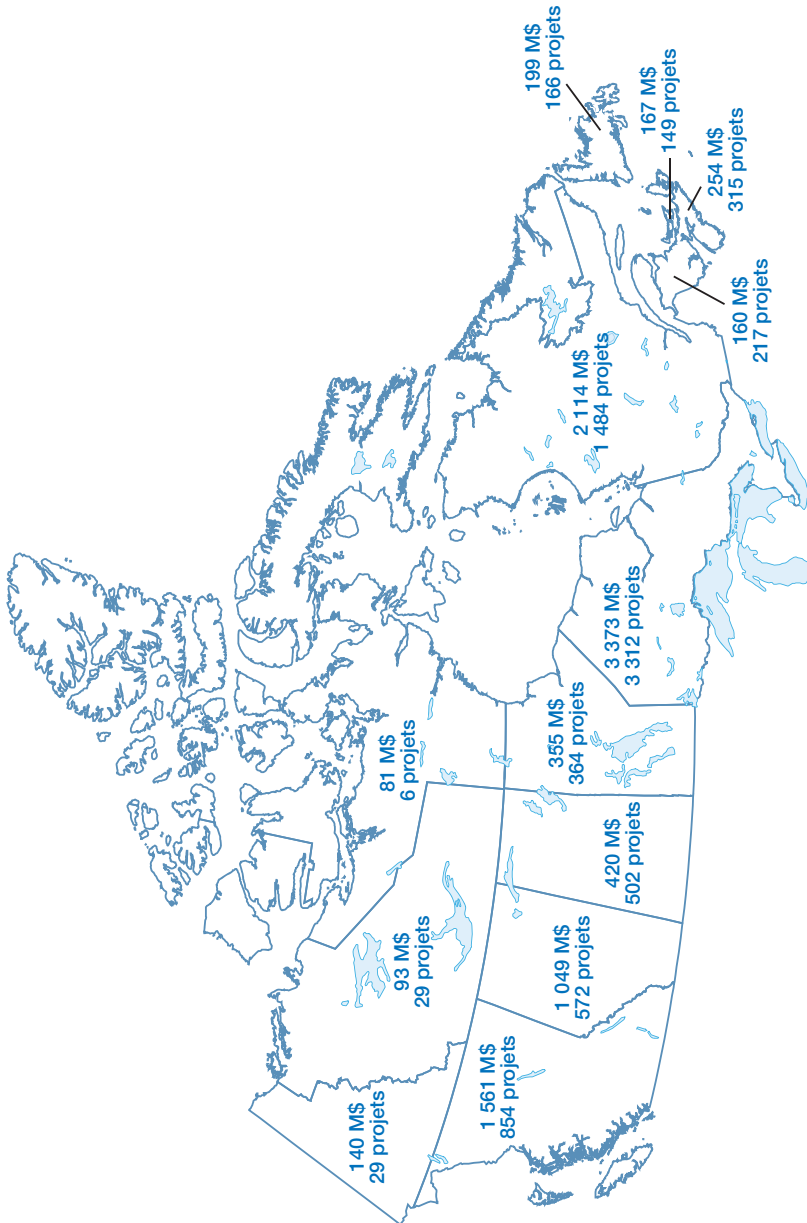 140 M$
29 projets
93 M$
29 projets
81 M$
6 projets
1 561 M$
854 projets
1 049 M$
572 projets
420 M$
502 projets
355 M$
364 projets
3 373 M$
3 312 projets
2 114 M$
1 484 projets
199 M$
166 projets
167 M$
149 projets
254 M$
315 projets
160 M$
217 projets